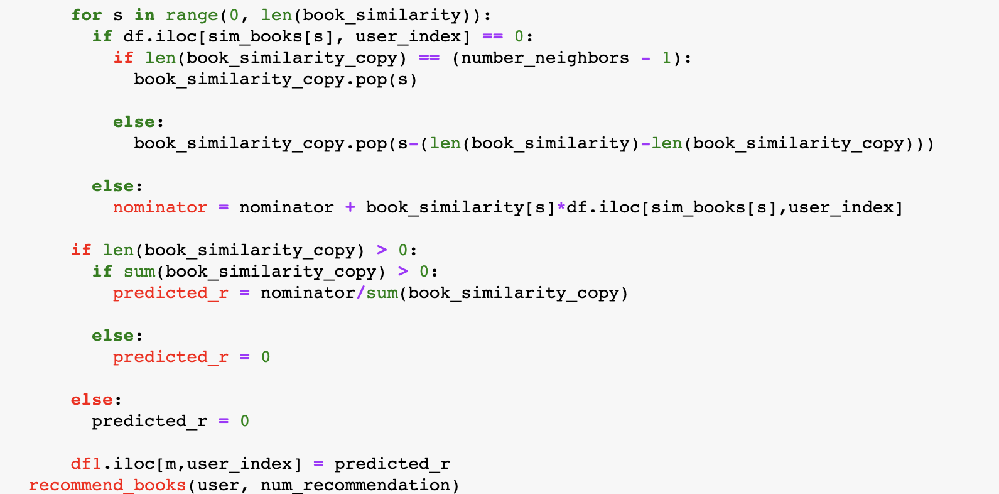 for s in range(0, len(book_similarity)):
if df.iloc[sim_books[s], user_index] == 0:
if len(book_similarity_copy) == (number_neighbors - 1):
book_similarity_copy.pop(s)
else:
book_similarity_copy.pop(s-(len(book_similarity)-len(book_similarity_copy)))
else:
nominator = nominator + book_similarity[s]*df.iloc[sim_books[s],user_index]
if len(book_similarity_copy) > 0:
if sum(book_similarity_copy) > 0:
predicted_r = nominator/sum(book_similarity_copy)
else:
predicted_r = 0
else:
predicted_r = 0
df1.iloc[m,user_index] = predicted_r
recommend_books(user, num_recommendation)